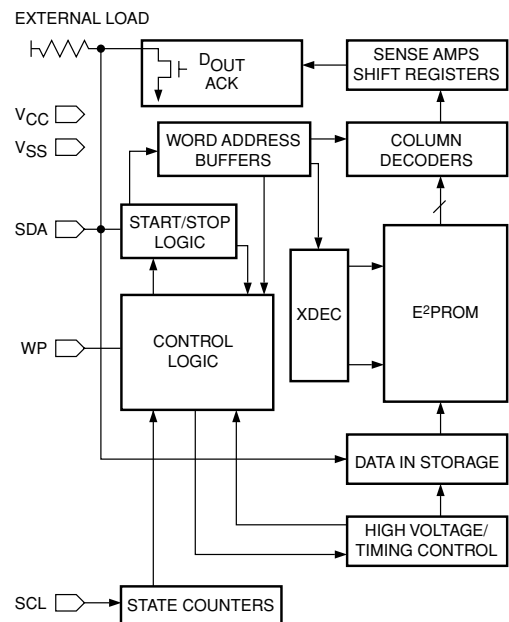 EXTERNAL LOAD
DOUT
ACK
SENSE AMPS
SHIFT REGISTERS
VCC
VSS
WORD ADDRESS
BUFFERS
COLUMN
DECODERS
SDA
START/STOP
LOGIC
XDEC
E²PROM
WP
CONTROL
LOGIC
DATA IN STORAGE
HIGH VOLTAGE/
TIMING CONTROL
SCL
STATE COUNTERS